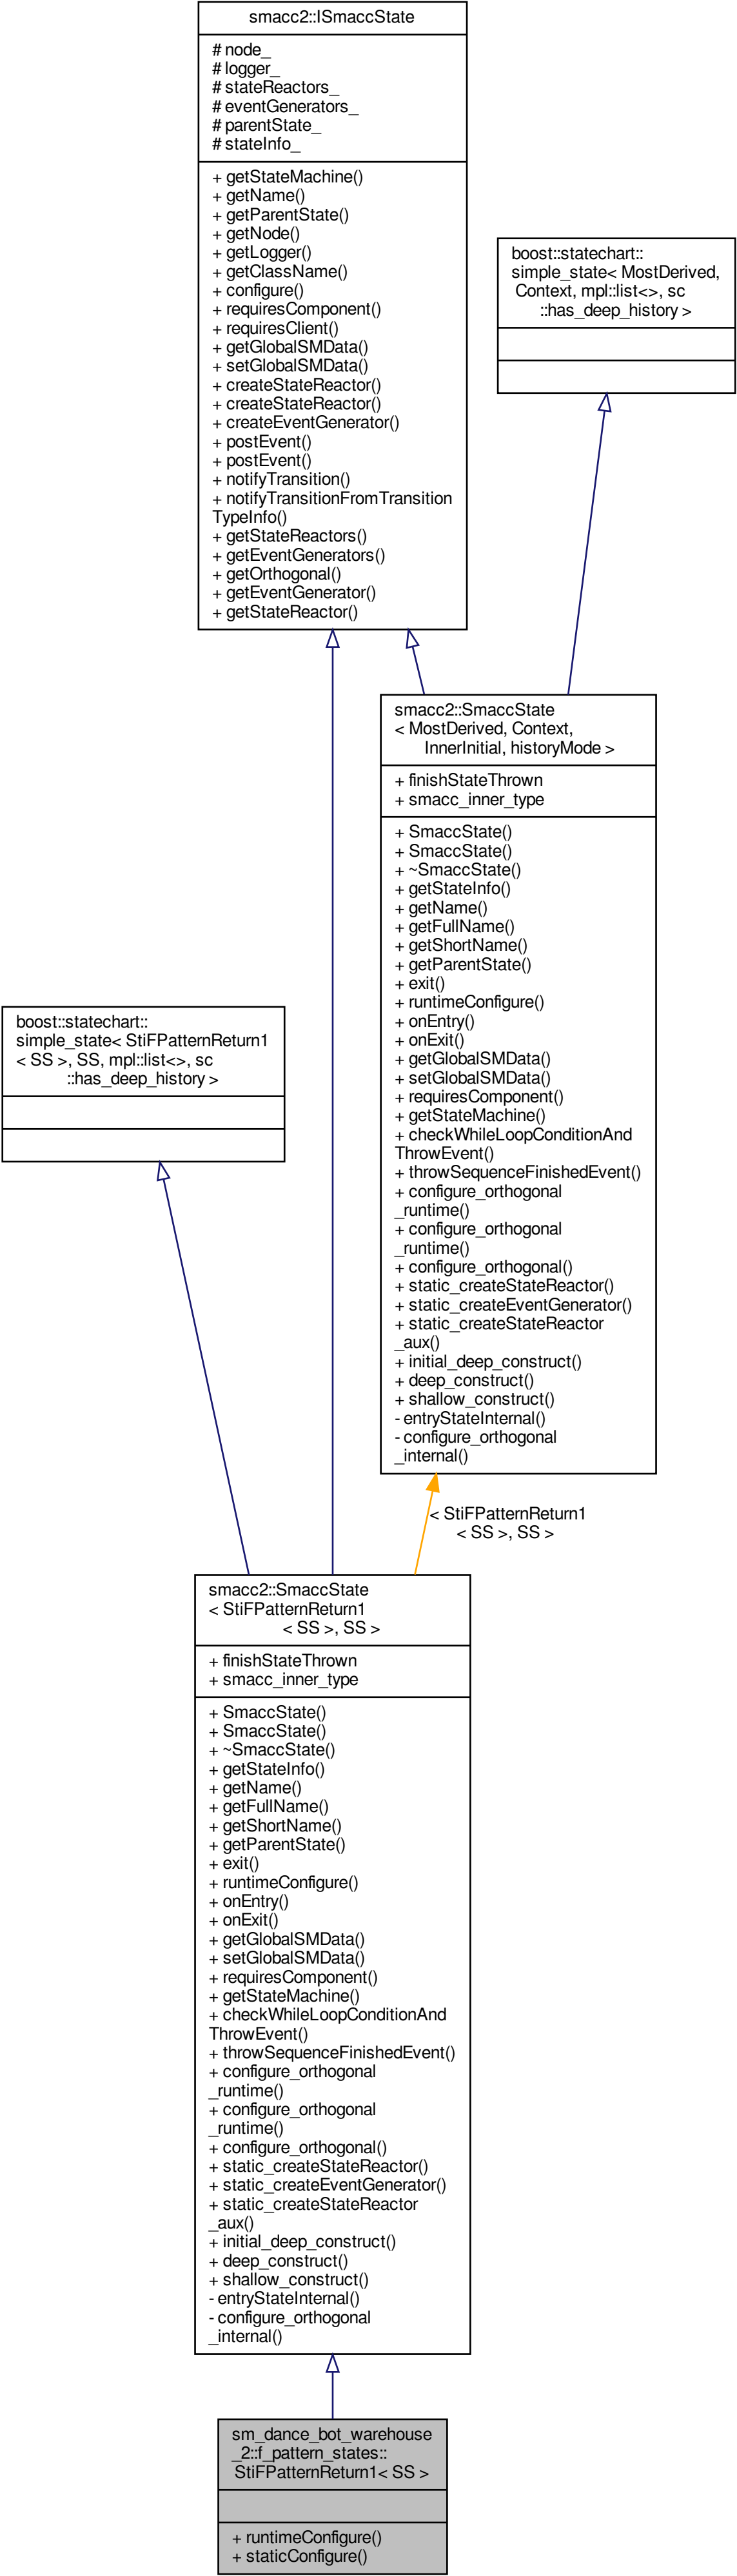 smacc2::ISmaccState
# node_
# logger_
# stateReactors_
# eventGenerators_
# parentState_
# stateInfo_
+ getStateMachine()
+ getName()
+ getParentState()
+ getNode()
+ getLogger()
+ getClassName()
+ configure()
+ requiresComponent()
+ requiresClient()
+ getGlobalSMData()
+ setGlobalSMData()
+ createStateReactor()
+ createStateReactor()
+ createEventGenerator()
+ postEvent()
+ postEvent()
+ notifyTransition()
+ notifyTransitionFromTransition
TypeInfo()
+ getStateReactors()
+ getEventGenerators()
+ getOrthogonal()
+ getEventGenerator()
+ getStateReactor()
boost::statechart::
simple_state< MostDerived,
Context, mpl::list<>, sc
::has_deep_history >
smacc2::SmaccState
< MostDerived, Context,
InnerInitial, historyMode >
+ finishStateThrown
+ smacc_inner_type
+ SmaccState()
+ SmaccState()
+ ~SmaccState()
+ getStateInfo()
+ getName()
+ getFullName()
+ getShortName()
+ getParentState()
+ exit()
+ runtimeConfigure()
+ onEntry()
+ onExit()
+ getGlobalSMData()
+ setGlobalSMData()
+ requiresComponent()
+ getStateMachine()
+ checkWhileLoopConditionAnd
ThrowEvent()
+ throwSequenceFinishedEvent()
+ configure_orthogonal
_runtime()
+ configure_orthogonal
_runtime()
+ configure_orthogonal()
+ static_createStateReactor()
+ static_createEventGenerator()
+ static_createStateReactor
_aux()
+ initial_deep_construct()
+ deep_construct()
+ shallow_construct()
- entryStateInternal()
- configure_orthogonal
_internal()
boost::statechart::
simple_state< StiFPatternReturn1
< SS >, SS, mpl::list<>, sc
::has_deep_history >
< StiFPatternReturn1
< SS >, SS >
smacc2::SmaccState
< StiFPatternReturn1
< SS >, SS >
+ finishStateThrown
+ smacc_inner_type
+ SmaccState()
+ SmaccState()
+ ~SmaccState()
+ getStateInfo()
+ getName()
+ getFullName()
+ getShortName()
+ getParentState()
+ exit()
+ runtimeConfigure()
+ onEntry()
+ onExit()
+ getGlobalSMData()
+ setGlobalSMData()
+ requiresComponent()
+ getStateMachine()
+ checkWhileLoopConditionAnd
ThrowEvent()
+ throwSequenceFinishedEvent()
+ configure_orthogonal
_runtime()
+ configure_orthogonal
_runtime()
+ configure_orthogonal()
+ static_createStateReactor()
+ static_createEventGenerator()
+ static_createStateReactor
_aux()
+ initial_deep_construct()
+ deep_construct()
+ shallow_construct()
- entryStateInternal()
- configure_orthogonal
_internal()
sm_dance_bot_warehouse
_2::f_pattern_states::
StiFPatternReturn1< SS >
+ runtimeConfigure()
+ staticConfigure()